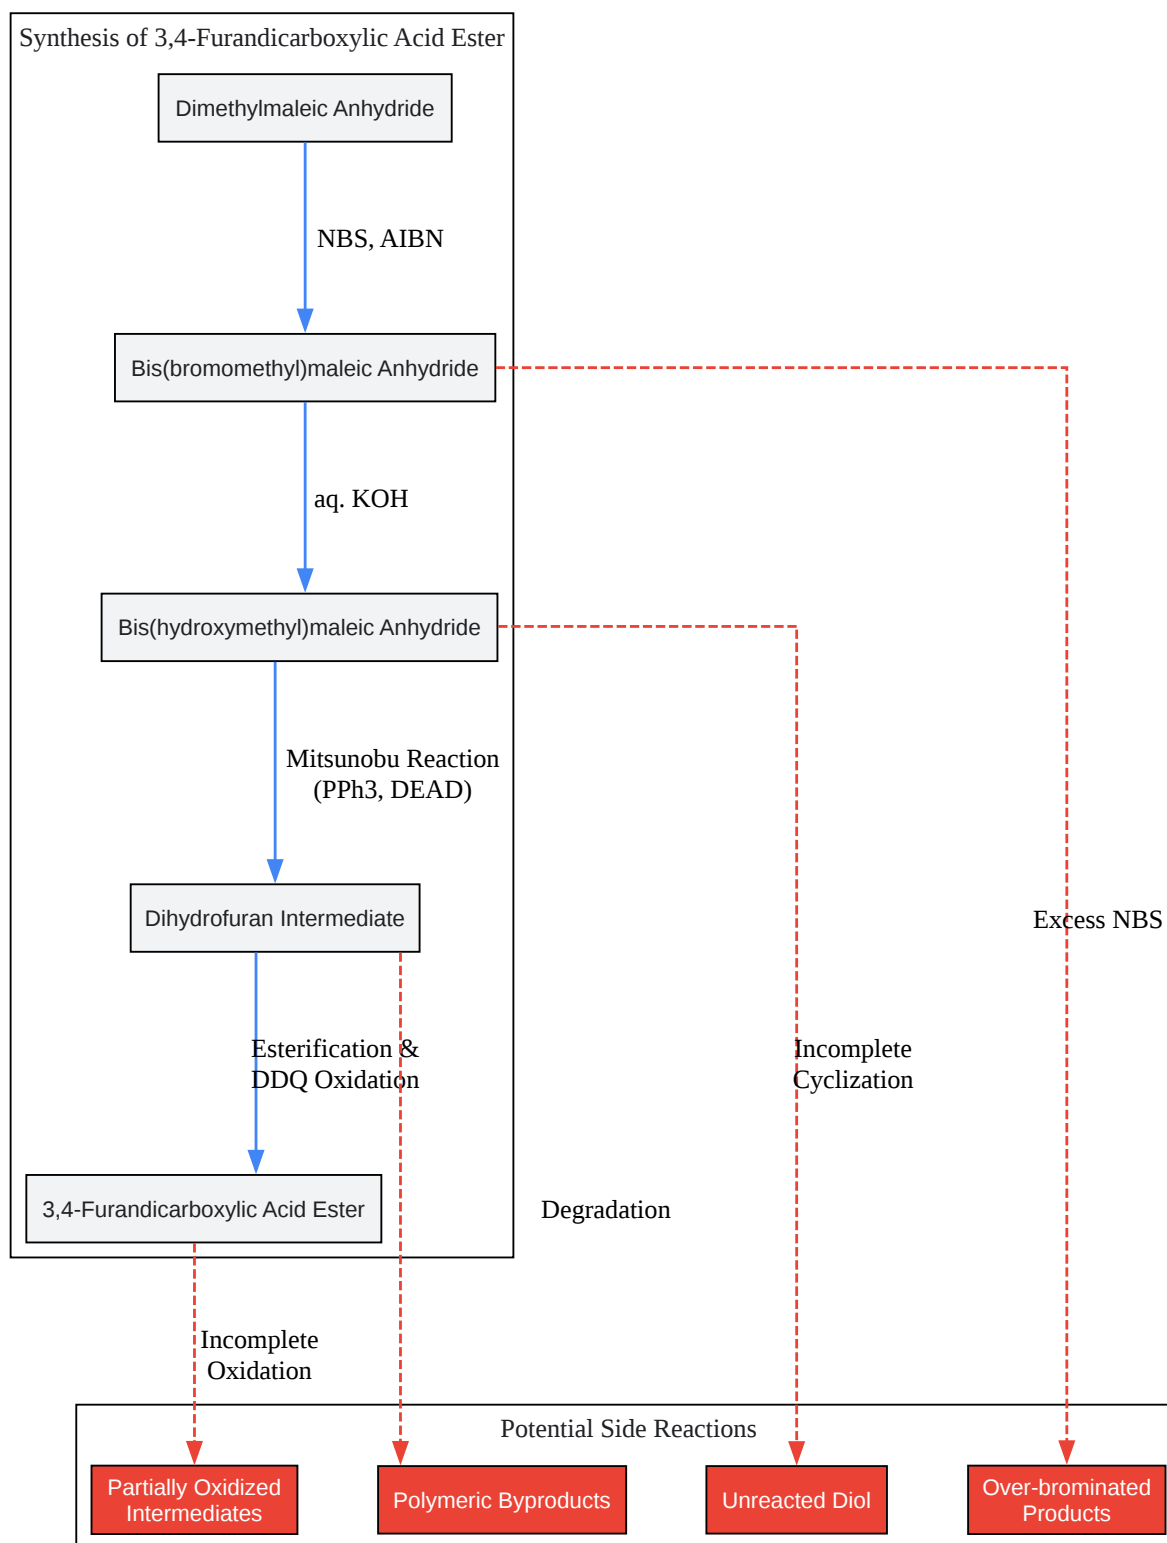 Synthesis of 3,4-Furandicarboxylic Acid Ester
Dimethylmaleic Anhydride
NBS, AIBN
Bis(bromomethyl)maleic Anhydride
aq. KOH
Bis(hydroxymethyl)maleic Anhydride
Mitsunobu Reaction
(PPh3, DEAD)
Dihydrofuran Intermediate
Excess NBS
Esterification &
DDQ Oxidation
Incomplete
Cyclization
3,4-Furandicarboxylic Acid Ester
Degradation
Incomplete
Oxidation
Potential Side Reactions
Partially Oxidized
Intermediates
Polymeric Byproducts
Unreacted Diol
Over-brominated
Products